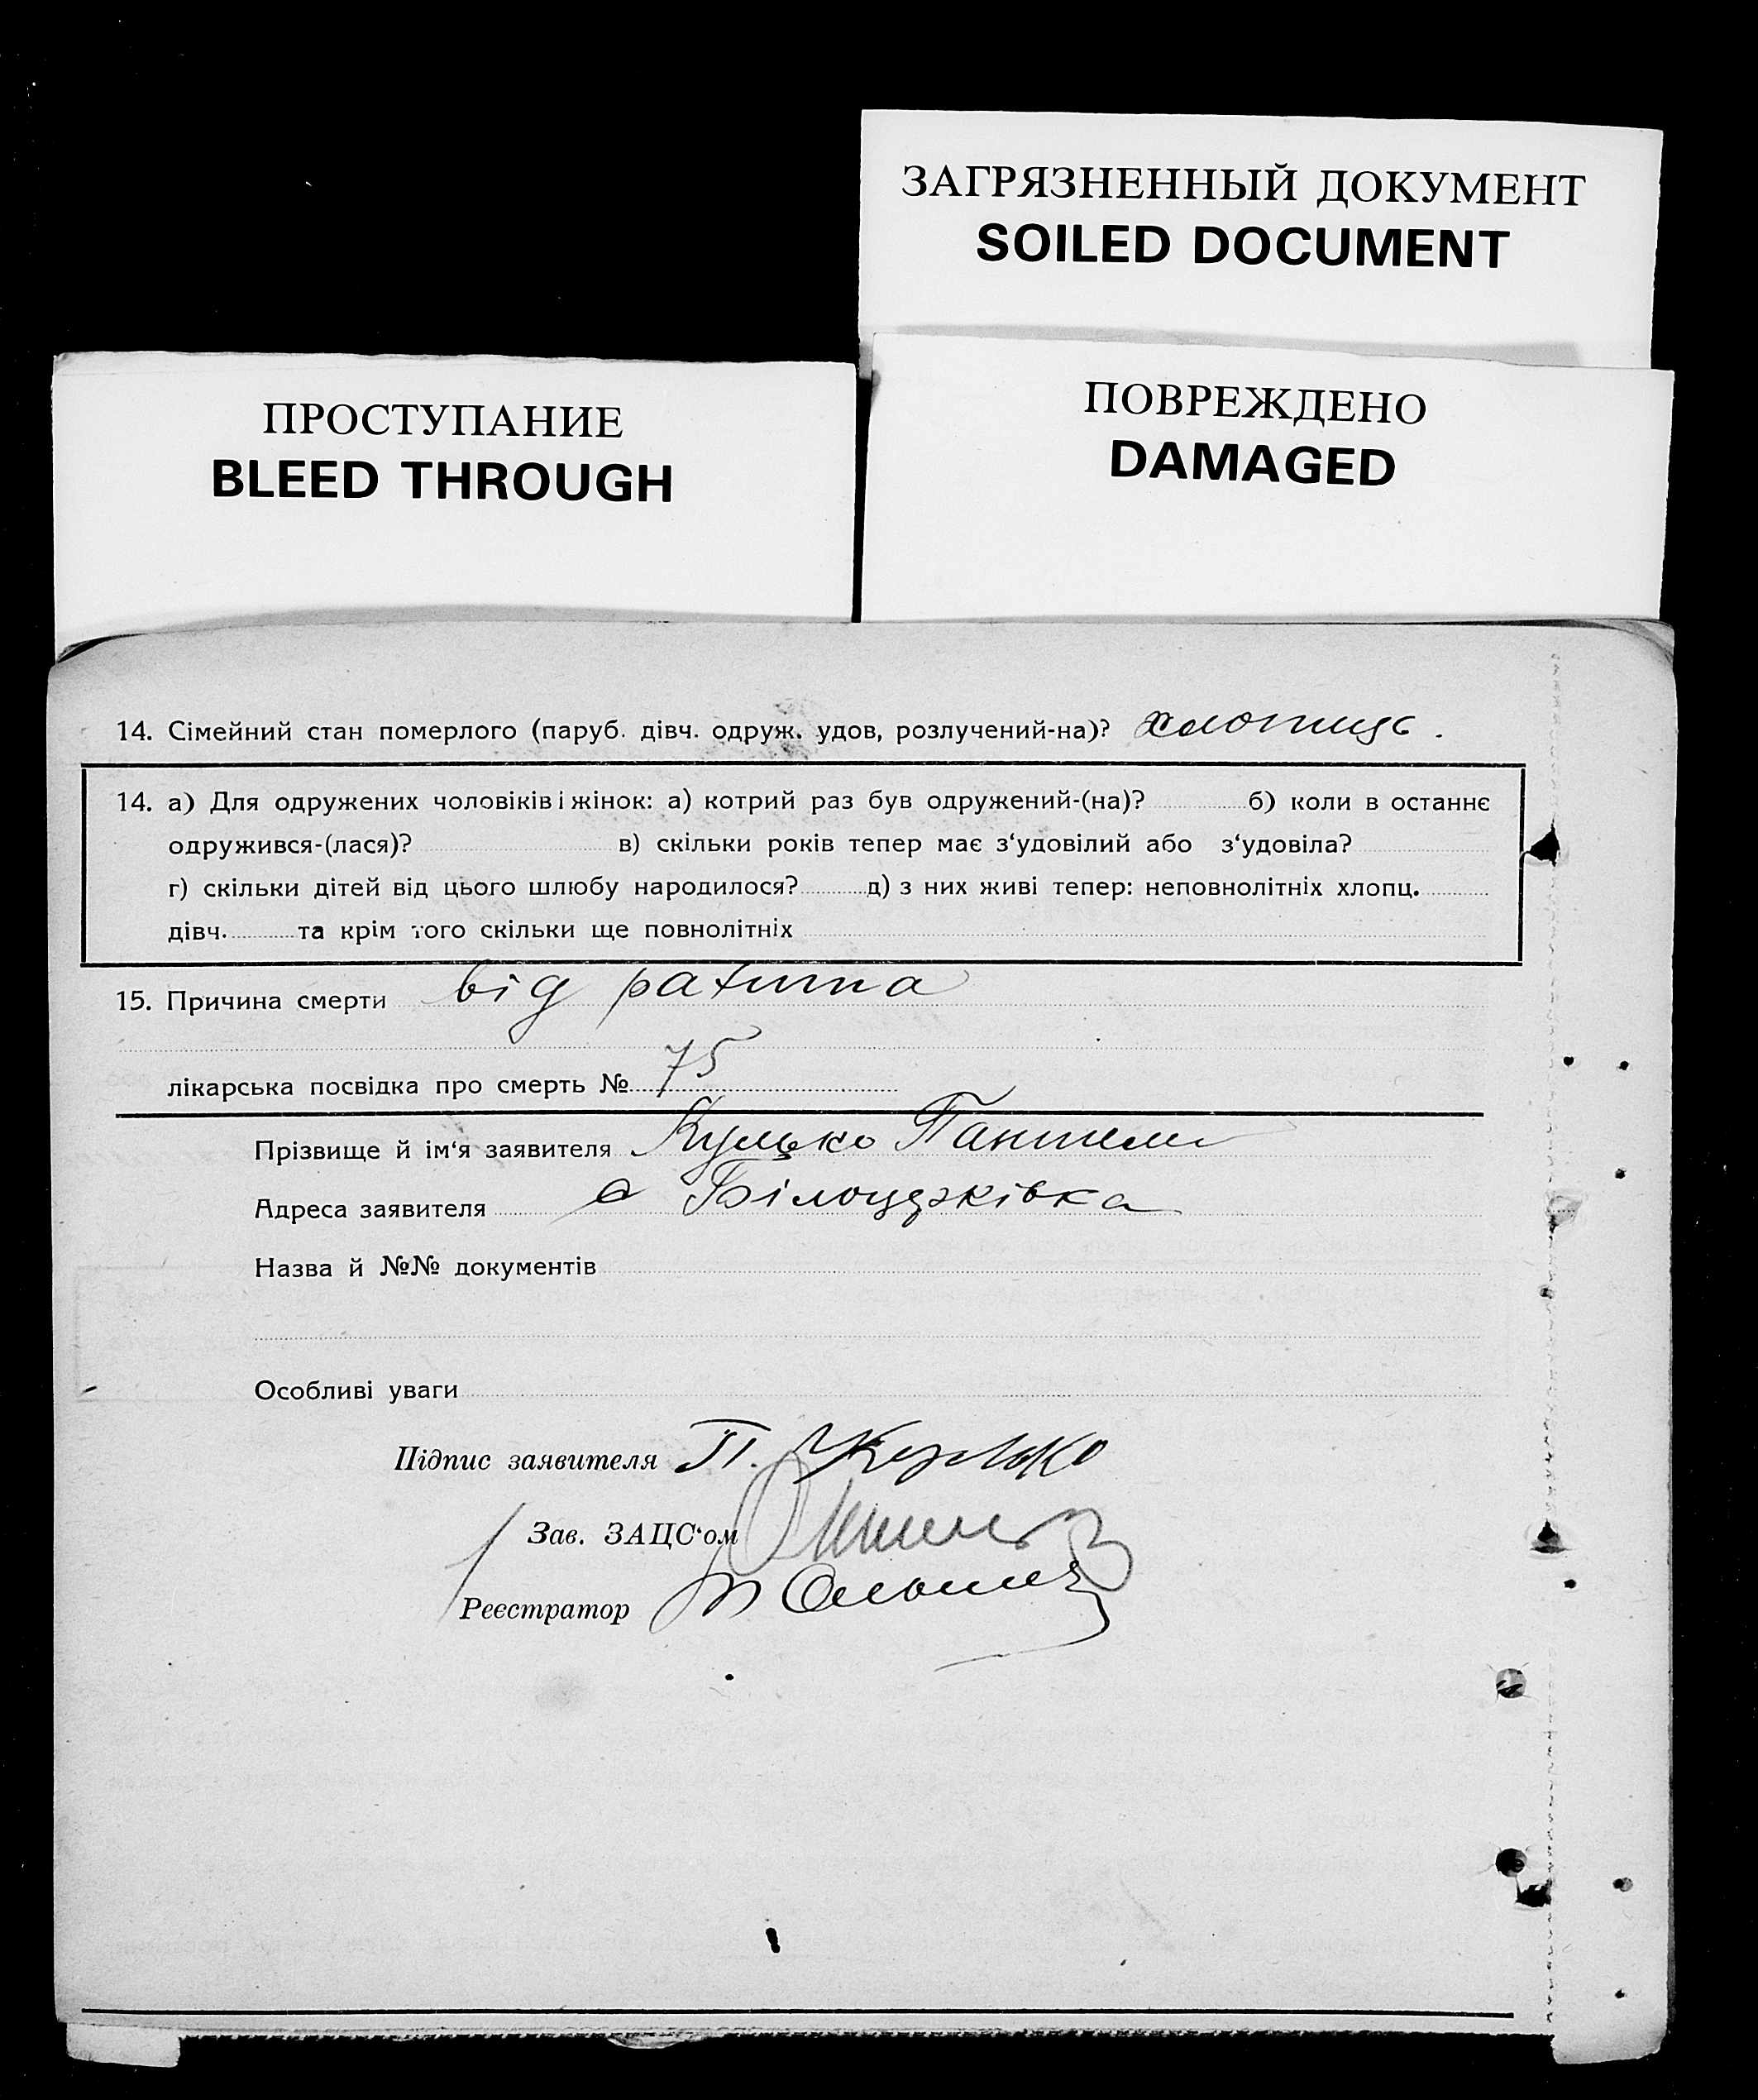 ЗАГРЯЗНЕННЫЙ ДОКУМЕНТ
SOILED DOCUMENT
ПРОСТУПАНИЕ
BLEED THROUGH
ПОВРЕЖДЕНО
DAMAGED
14. Сімейний стан померлого (паруб. дівч. одруж. удов, розлучений-на)? хлопець.
14. а) Для одружених чоловіків і жінок: а) котрий раз був одружений-(на)? б) коли в останнє
одружився-(лася)? в) скільки років тепер має з‘удовілий або з‘удовіла?
г) скільки дітей від цього шлюбу народилося? д) з них живі тепер: неповнолітніх хлопц.
дівч. та крім того скільки ще повнолітніх
15. Причина смерти від
лікарська посвідка про смерть № 75
Прізвище й ім‘я заявителя
Адреса заявителя с Білоцерківка
Назва й №№ документів
Особливі уваги
Підпис заявителя П.
Зав. ЗАЦС‘ом
Реєстратор